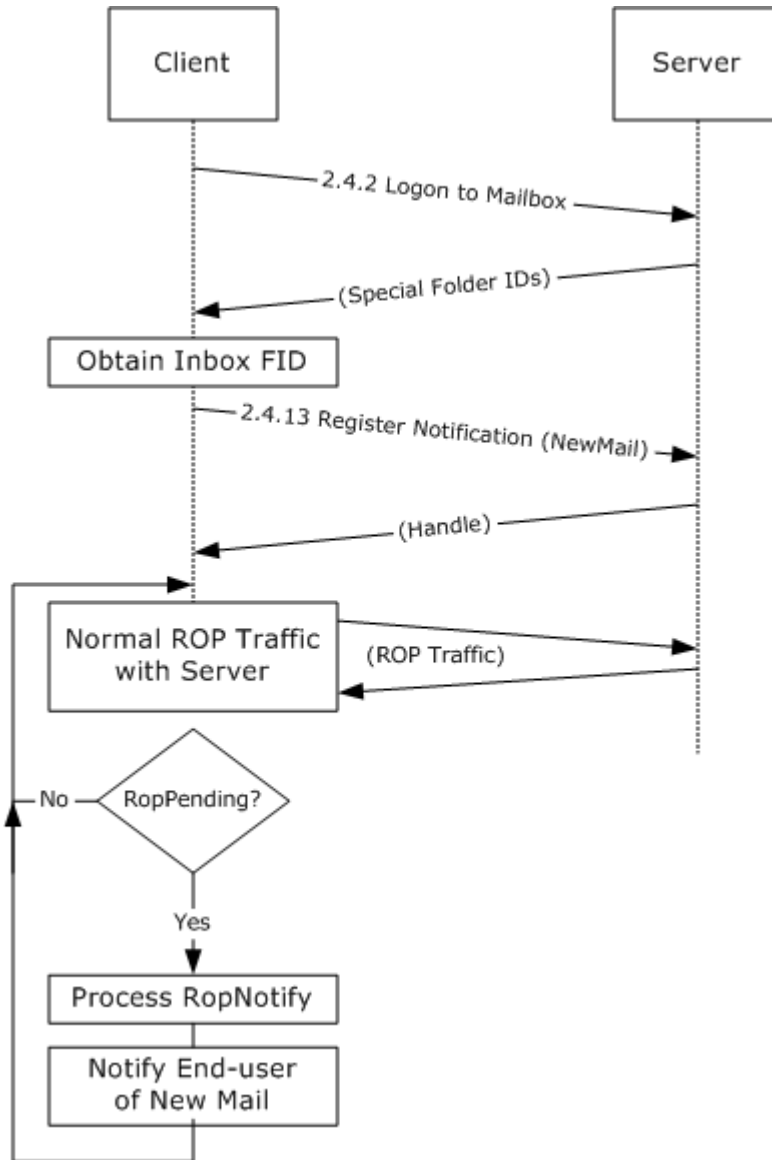 Client
Server
2.4.2 Logon to Mailbox
(Special Folder IDs)
Obtain Inbox FID
2.4.13 Register Notification (NewMail)
(Handle)
Normal ROP Traffic
with Server
(ROP Traffic)
RopPending?
No
Yes
Process RopNotify
Notify End-user
of New Mail